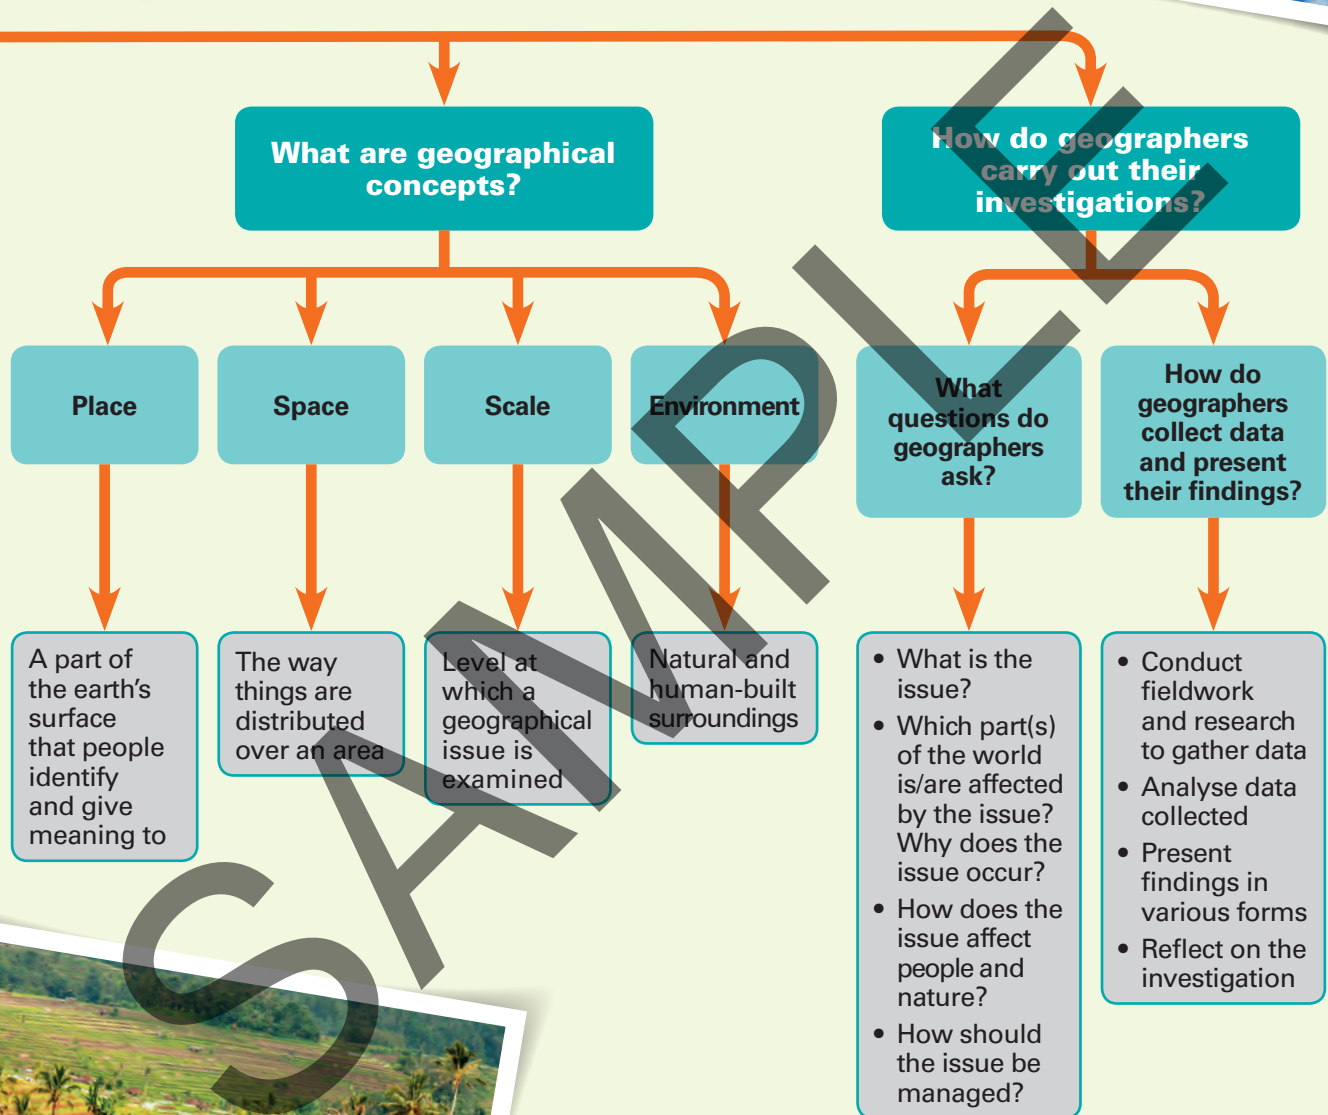 What are geographical
concepts?
How do geographers
carry out their
investigations?
Place
Space
Scale
Environment
What
questions do
geographers
ask?
How do
geographers
collect data
and present
their findings?
A part of
the earth's
surface
that people
identify
and give
meaning to
The way
things are
distributed
over an area
Level at
which a
geographical
issue is
examined
Natural and
human-built
surroundings
• What is the
issue?
• Which part(s)
of the world
is/are affected
by the issue?
Why does the
issue occur?
• How does the
issue affect
people and
nature?
• How should
the issue be
managed?
• Conduct
fieldwork
and research
to gather data
• Analyse data
collected
• Present
findings in
various forms
• Reflect on the
investigation
SAMPLE